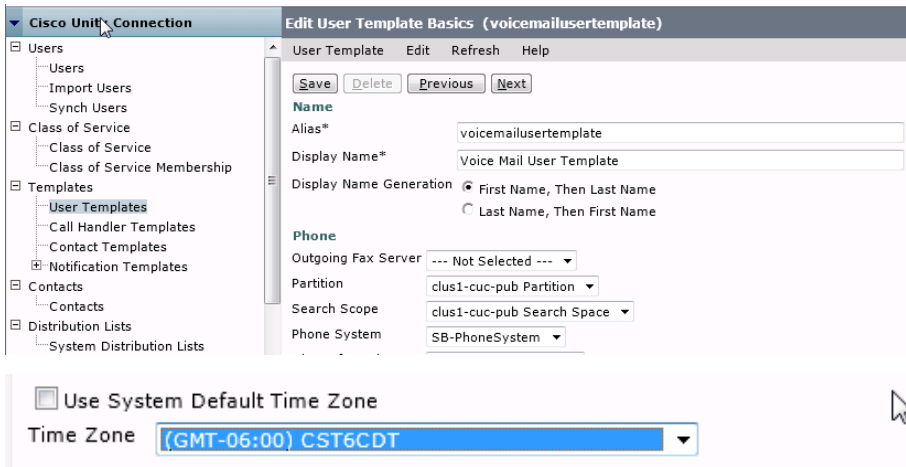 Cisco Unity Connection
Users
Users
Import Users
Synch Users
Class of Service
Class of Service
Class of Service Membership
Templates
User Templates
Call Handler Templates
Contact Templates
Notification Templates
Contacts
Contacts
Distribution Lists
System Distribution Lists
Edit User Template Basics (voicemailusertemplate)
User Template Edit Refresh Help
Save Delete Previous Next
Name
Alias* voicemailusertemplate
Display Name* Voice Mail User Template
Display Name Generation First Name, Then Last Name
Last Name, Then First Name
Phone
Outgoing Fax Server --- Not Selected ---
Partition clus1-cuc-pub Partition
Search Scope clus1-cuc-pub Search Space
Phone System SB-PhoneSystem
Use System Default Time Zone
Time Zone (GMT-06:00) CST6CDT